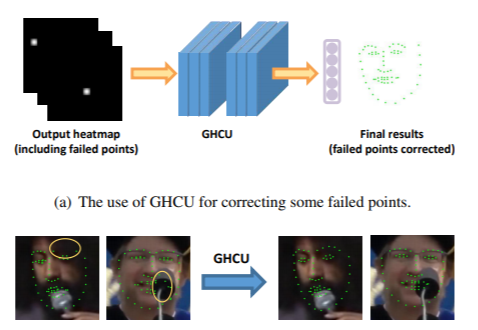 Output heatmap
(including failed points)
GHCU
Final results
(failed points corrected)
(a) The use of GHCU for correcting some failed points.
GHCU